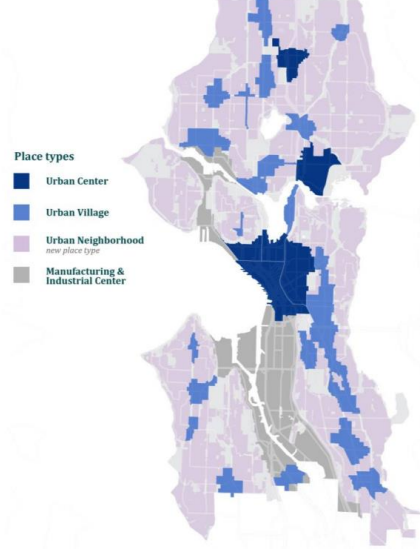 Place types
Urban Center
Urban Village
Urban Neighborhood
new place type
Manufacturing &
Industrial Center